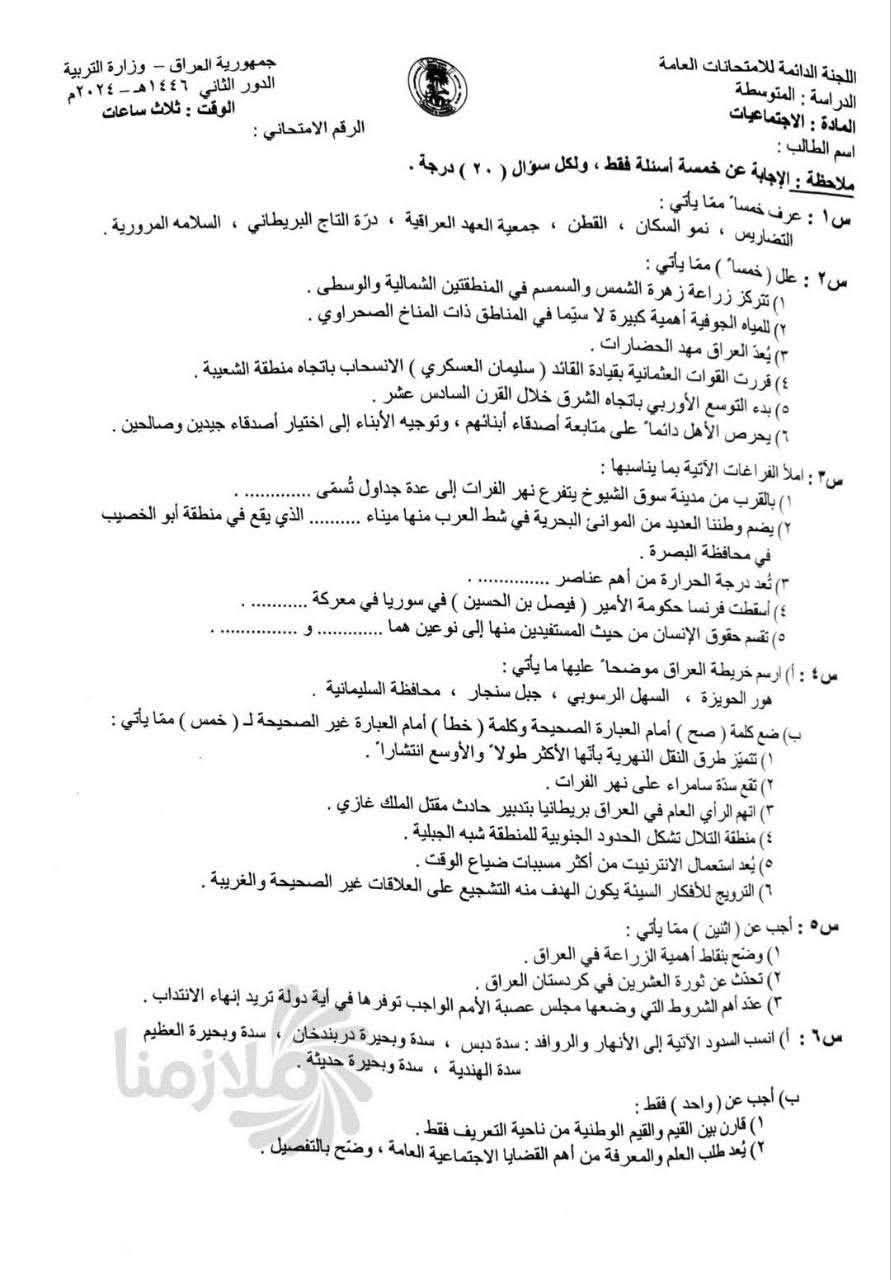 اللجنة الدائمة للامتحانات العامة
الدراسة : المتوسطة
المادة : الاجتماعيات
اسم الطالب :
جمهورية العراق – وزارة التربية
الدور الثاني ١٤٤٦هـ – ٢٠٢٤م
الوقت : ثلاث ساعات
الرقم الامتحاني :
ملاحظة : الإجابة عن خمسة أسئلة فقط ، ولكل سؤال ( ٢٠ ) درجة .
س١ : عرف خمساً ممّا يأتي :
التضاريس ، نمو السكان ، القطن ، جمعية العهد العراقية ، درّة التاج البريطاني ، السلامه المرورية .
س٢ : علل ( خمساً ) ممّا يأتي :
١) تتركز زراعة زهرة الشمس والسمسم في المنطقتين الشمالية والوسطى .
٢) للمياه الجوفية أهمية كبيرة لا سيّما في المناطق ذات المناخ الصحراوي .
٣) يُعدّ العراق مهد الحضارات .
٤) قررت القوات العثمانية بقيادة القائد ( سليمان العسكري ) الانسحاب باتجاه منطقة الشعيبة .
٥) بدء التوسع الأوربي باتجاه الشرق خلال القرن السادس عشر .
٦) يحرص الأهل دائماً على متابعة أصدقاء أبنائهم ، وتوجيه الأبناء إلى اختيار أصدقاء جيدين وصالحين .
س٣ : املأ الفراغات الآتية بما يناسبها :
١) بالقرب من مدينة سوق الشيوخ يتفرع نهر الفرات إلى عدة جداول تُسمّى ............. .
٢) يضم وطننا العديد من الموانئ البحرية في شط العرب منها ميناء .......... الذي يقع في منطقة أبو الخصيب
في محافظة البصرة .
٣) تُعد درجة الحرارة من أهم عناصر .............. .
٤) أسقطت فرنسا حكومة الأمير ( فيصل بن الحسين ) في سوريا في معركة ........... .
٥) تقسم حقوق الإنسان من حيث المستفيدين منها إلى نوعين هما ............. و ............... .
س٤ : أ) ارسم خريطة العراق موضحاً عليها ما يأتي :
هور الحويزة ، السهل الرسوبي ، جبل سنجار ، محافظة السليمانية .
ب) ضع كلمة ( صح ) أمام العبارة الصحيحة وكلمة ( خطأ ) أمام العبارة غير الصحيحة لـ ( خمس ) ممّا يأتي :
١) تتميّز طرق النقل النهرية بأنّها الأكثر طولاً والأوسع انتشاراً .
٢) تقع سدّة سامراء على نهر الفرات .
٣) اتهم الرأي العام في العراق بريطانيا بتدبير حادث مقتل الملك غازي .
٤) منطقة التلال تشكل الحدود الجنوبية للمنطقة شبه الجبلية .
٥) يُعد استعمال الانترنيت من أكثر مسببات ضياع الوقت .
٦) الترويج للأفكار السيئة يكون الهدف منه التشجيع على العلاقات غير الصحيحة والغريبة .
س٥ : أجب عن ( اثنين ) ممّا يأتي :
١) وضّح بنقاط أهمية الزراعة في العراق .
٢) تحدّث عن ثورة العشرين في كردستان العراق .
٣) عدّد أهم الشروط التي وضعها مجلس عصبة الأمم الواجب توفرها في أية دولة تريد إنهاء الانتداب .
س٦ : أ) انسب السدود الآتية إلى الأنهار والروافد : سدة دبس ، سدة وبحيرة دربندخان ، سدة وبحيرة العظيم
سدة الهندية ، سدة وبحيرة حديثة .
ب) أجب عن ( واحد ) فقط :
١) قارن بين القيم والقيم الوطنية من ناحية التعريف فقط .
٢) يُعد طلب العلم والمعرفة من أهم القضايا الاجتماعية العامة ، وضّح بالتفصيل .
ملازمنا